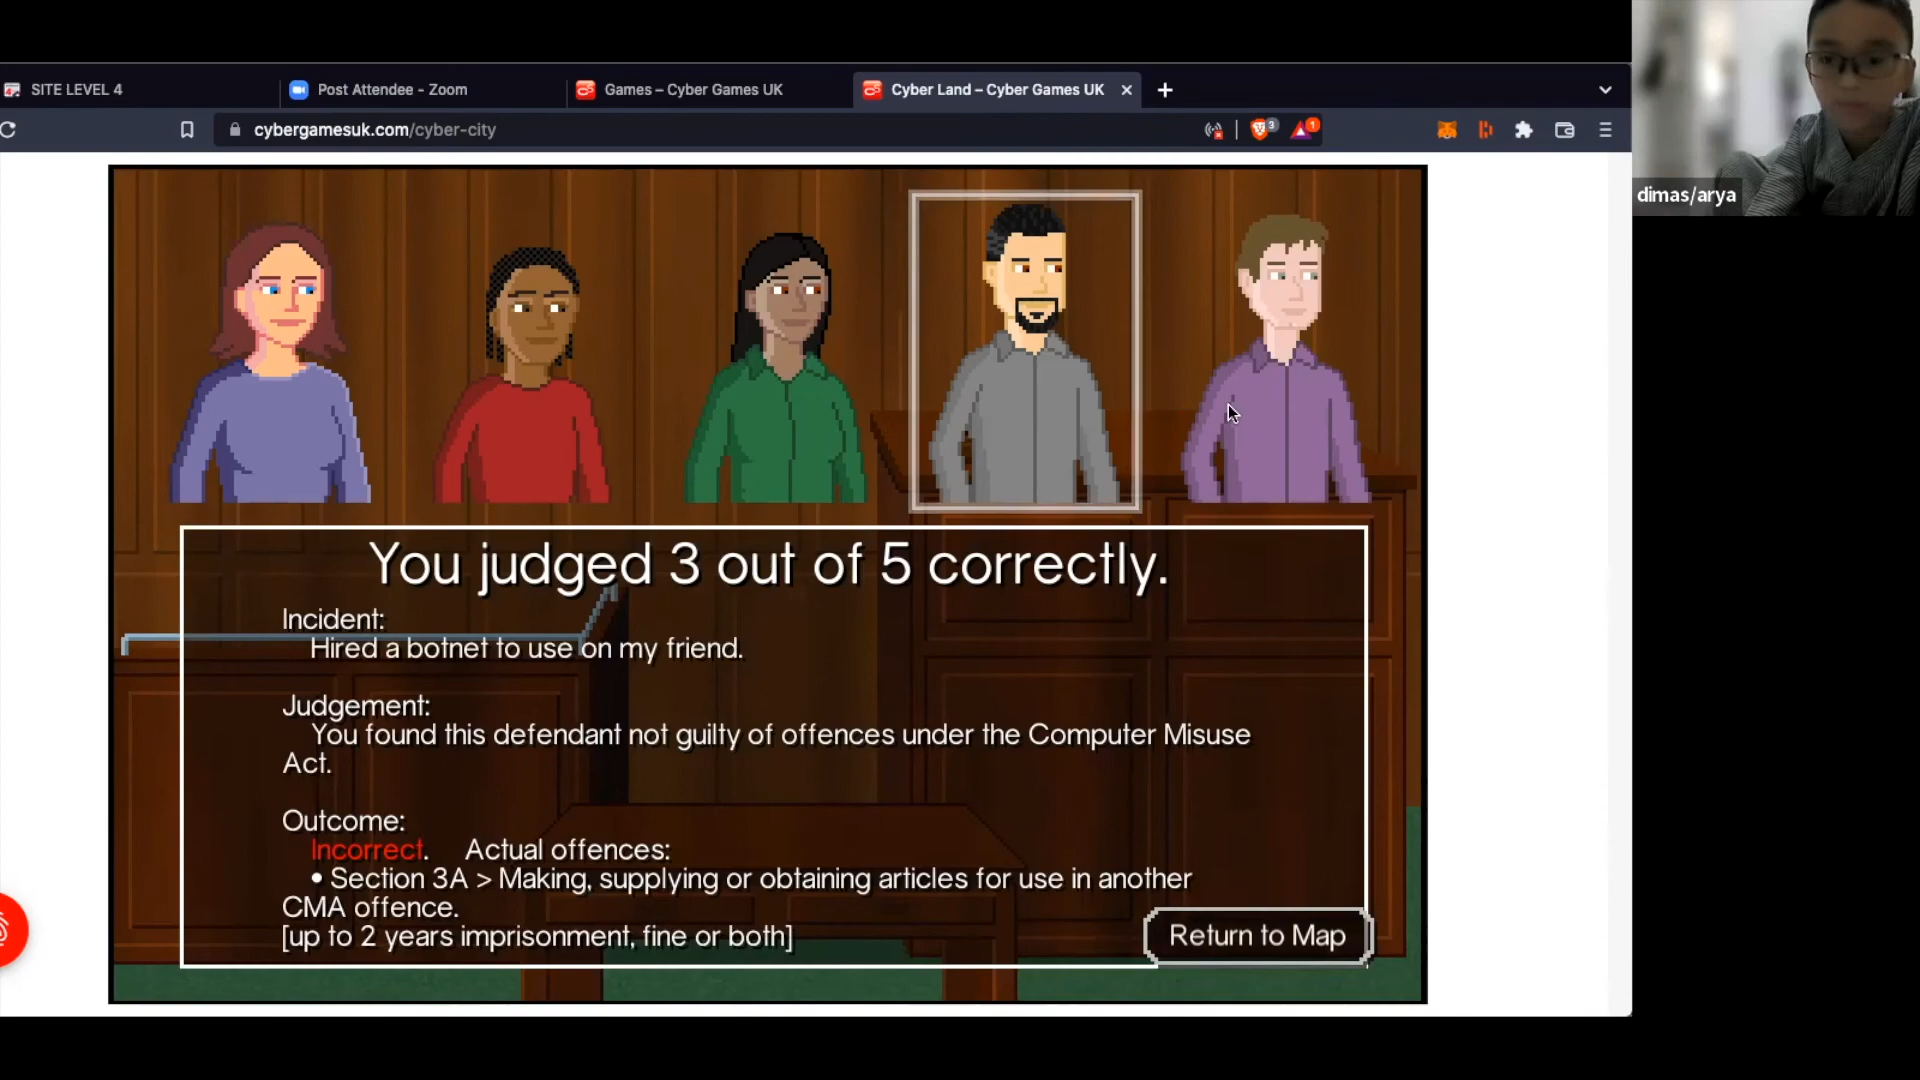 SITE LEVEL 4
Post Attendee - Zoom
Games – Cyber Games UK
Cyber Land – Cyber Games UK
cybergamesuk.com/cyber-city
3
1
dimas/arya
You judged 3 out of 5 correctly.
Incident:
Hired a botnet to use on my friend.
Judgement:
You found this defendant not guilty of offences under the Computer Misuse
Act.
Outcome:
Incorrect. Actual offences:
• Section 3A > Making, supplying or obtaining articles for use in another
CMA offence.
[up to 2 years imprisonment, fine or both]
Return to Map